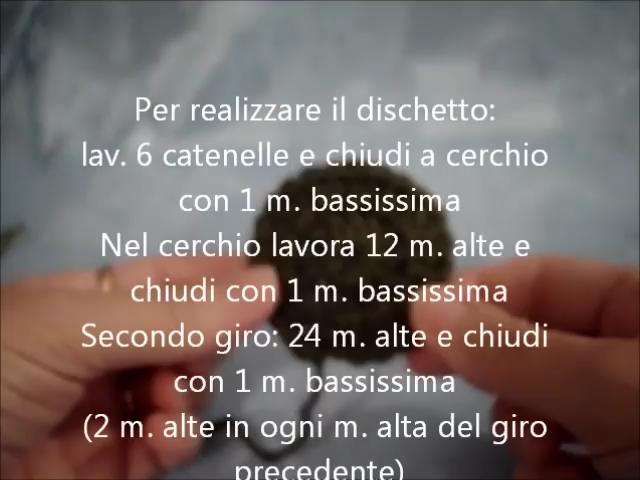 Per realizzare il dischetto:
lav. 6 catenelle e chiudi a cerchio
con 1 m. bassissima
Nel cerchio lavora 12 m. alte e
chiudi con 1 m. bassissima
Secondo giro: 24 m. alte e chiudi
con 1 m. bassissima
(2 m. alte in ogni m. alta del giro
precedente)